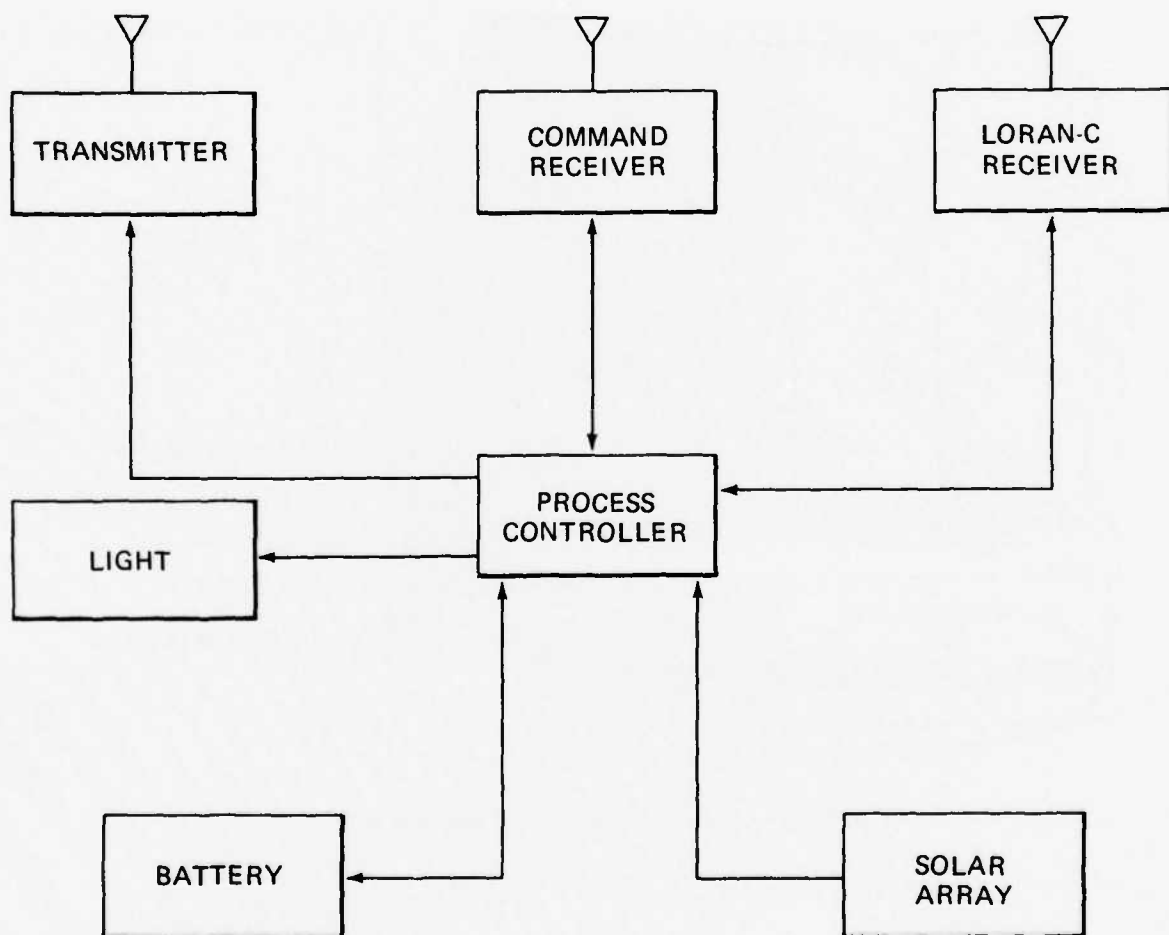 TRANSMITTER
COMMAND
RECEIVER
LORAN-C
RECEIVER
PROCESS
CONTROLLER
LIGHT
BATTERY
SOLAR
ARRAY